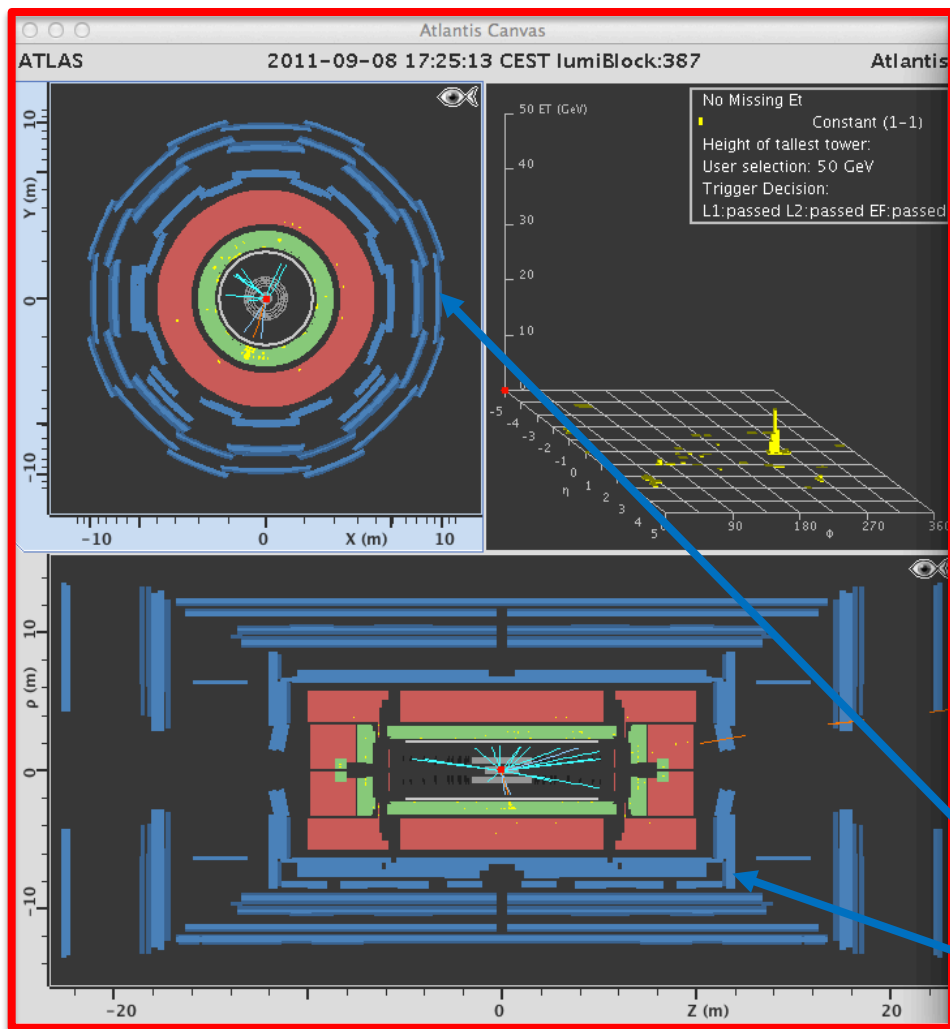 Atlantis Canvas
ATLAS 2011-09-08 17:25:13 CEST lumiBlock:387 Atlantis
10
0
-10
Y (m)
-10 0 X (m) 10
50 ET (GeV)
40
30
20
10
0
No Missing Et
Constant (1-1)
Height of tallest tower:
User selection: 50 GeV
Trigger Decision:
L1:passed L2:passed EF:passed
-5
-4
-3
-2
-1
0
1
2
3
4
5
η
0 90 180 270 360
Φ
10
0
-10
ρ (m)
-20 0 Z (m) 20